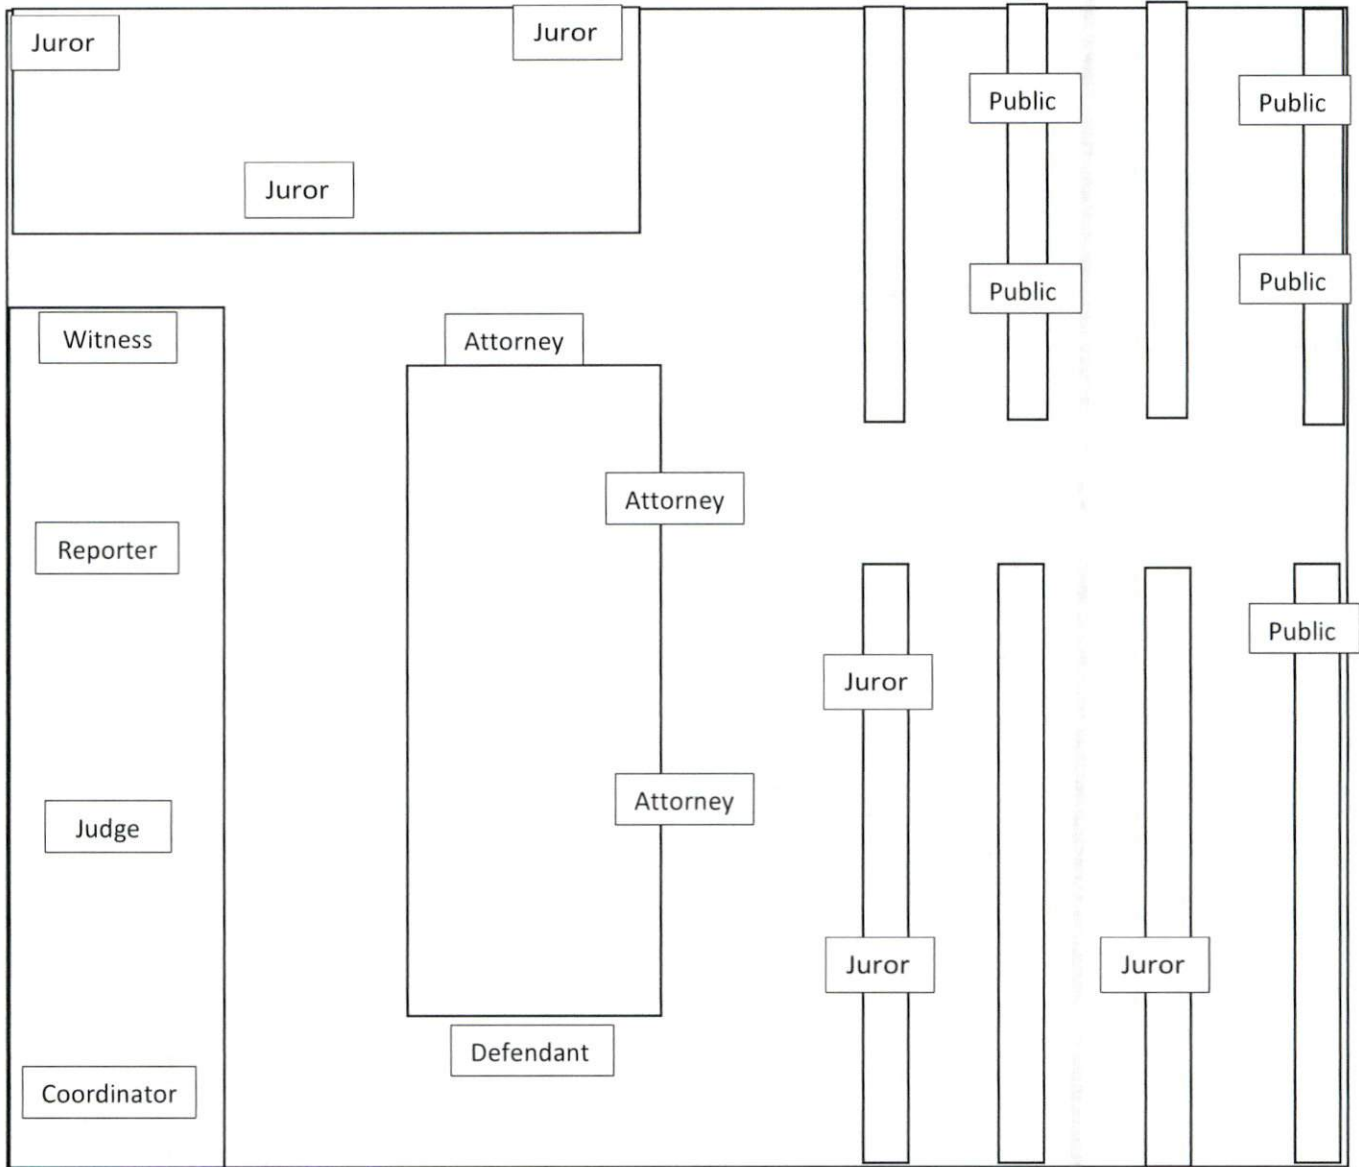 Juror
Juror
Public
Public
Juror
Public
Public
Witness
Attorney
Attorney
Reporter
Public
Juror
Attorney
Judge
Juror
Juror
Defendant
Coordinator